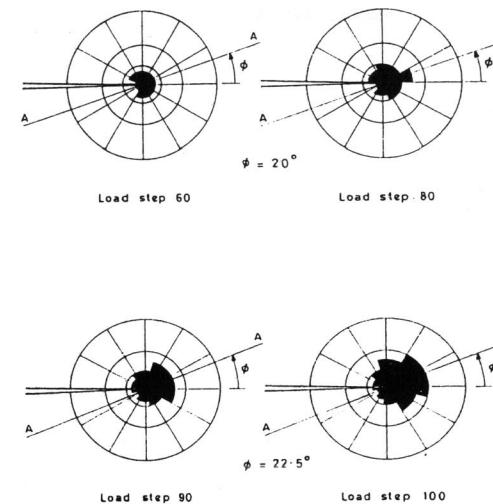 A A
φ φ
A A
φ = 20°
Load step 60 Load step 80
A A
φ φ
A A
φ = 22.5°
Load step 90 Load step 100